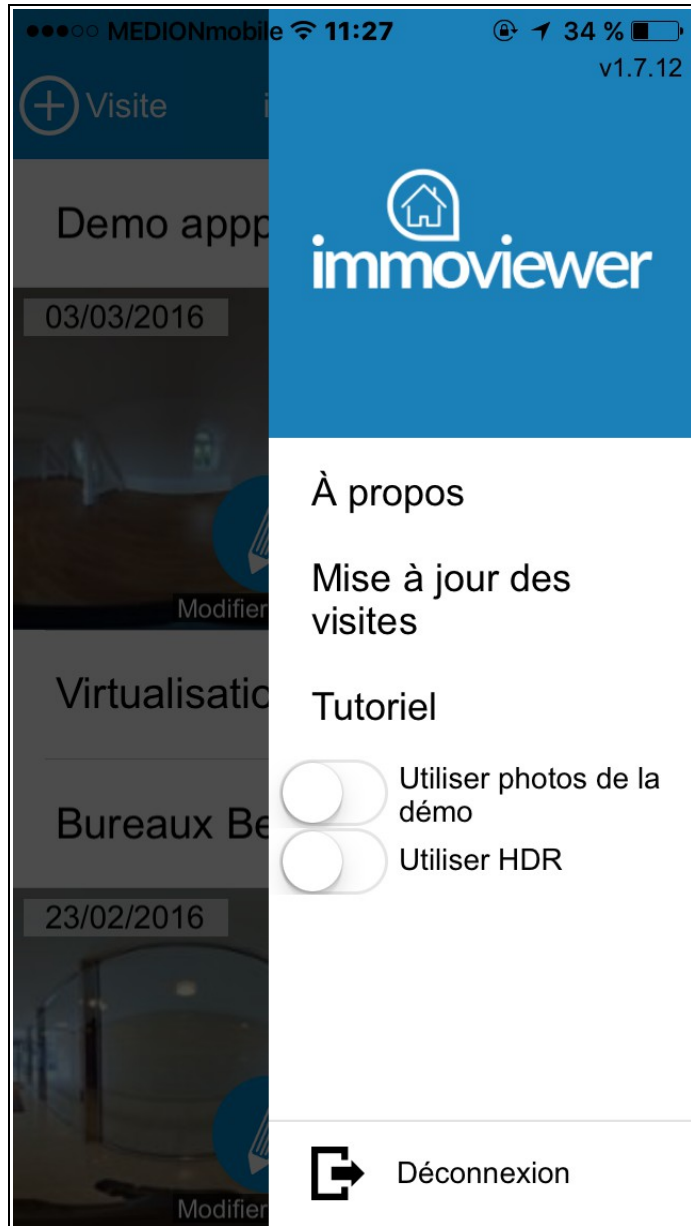 MEDIONmobile 11:27 34 %
v1.7.12
Visite
immoviewer
Demo appp
03/03/2016
À propos
Mise à jour des
visites
Modifier
Tutoriel
Virtualisatio
Utiliser photos de la
démo
Bureaux Be
Utiliser HDR
23/02/2016
Déconnexion
Modifier